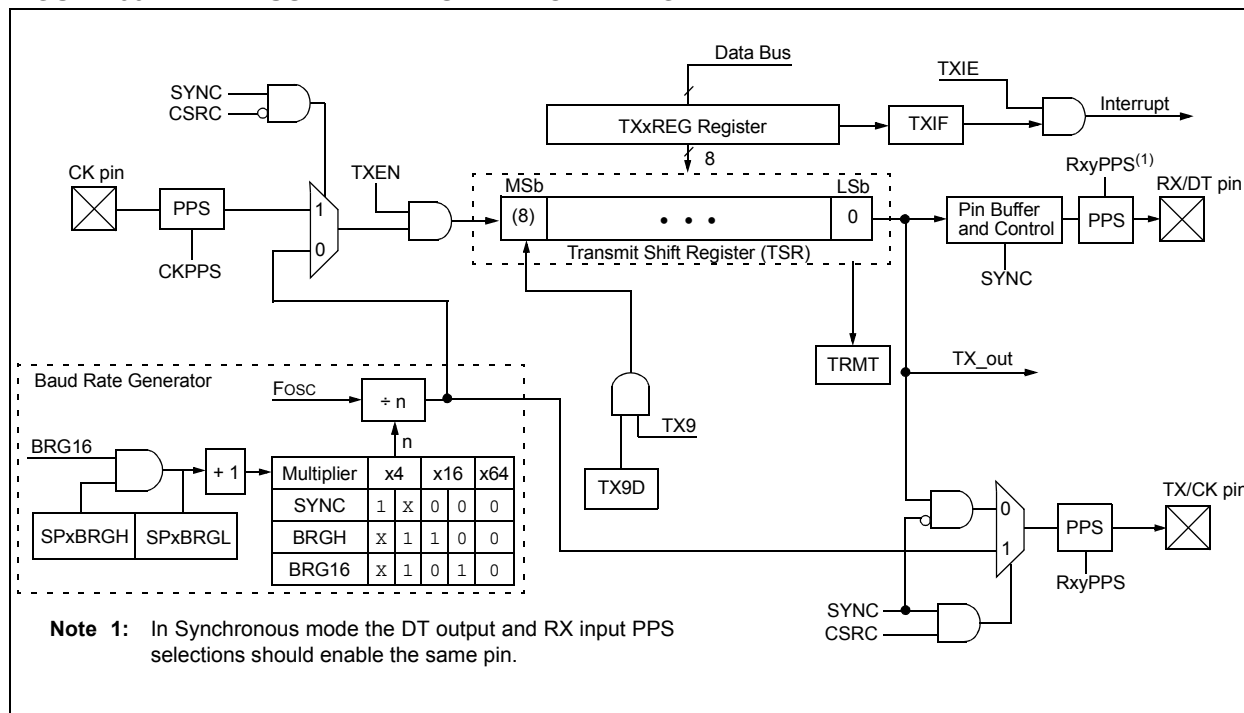 Data Bus
TXIE
SYNC
CSRC
Interrupt
TXxREG Register
TXIF
8
CK pin
TXEN
MSb
LSb
RxyPPS(1)
RX/DT pin
PPS
1
(8)
• • •
0
Pin Buffer
and Control
PPS
0
Transmit Shift Register (TSR)
CKPPS
SYNC
TRMT
TX_out
Baud Rate Generator
FOSC
÷ n
TX9
n
BRG16
+ 1
Multiplier x4 x16 x64
SYNC 1 X 0 0 0
BRGH X 1 1 0 0
BRG16 X 1 0 1 0
SPxBRGH SPxBRGL
TX9D
TX/CK pin
0
PPS
1
RxyPPS
SYNC
CSRC
Note 1: In Synchronous mode the DT output and RX input PPS
selections should enable the same pin.